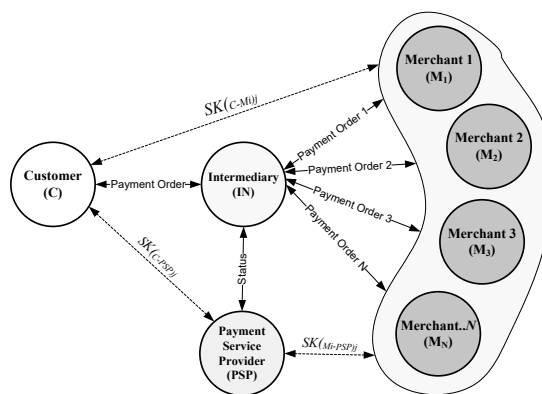 Merchant 1
(M1)
SK(C-Mi)j
Payment Order 1
Merchant 2
(M2)
Customer
(C)
Payment Order
Intermediary
(IN)
Payment Order 2
Payment Order 3
Merchant 3
(M3)
Payment Order N
SK(C-PSP)j
Status
Merchant..N
(MN)
Payment
Service
Provider
(PSP)
SK(Mi-PSP)j